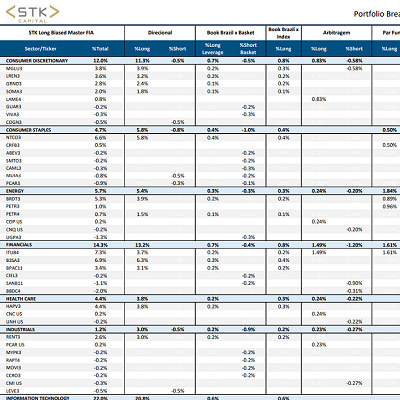 <STK>
CAPITAL
Portfolio Brea
STK Long Biased Master FIA Direcional Book Brazil x Basket Book Brazil x Index Arbitragem Par Fun
Sector/Ticker %Total %Long %Short %Long Leverage %Short Basket %Long %Long %Short %Long
CONSUMER DISCRETIONARY 12.0% 11.3% -0.5% 0.7% -0.5% 0.8% 0.83% -0.58%
MGLU3 3.8% 3.9% 0.2% 0.3% -0.58%
LREN3 3.6% 3.2% 0.2% 0.2%
GRND3 2.8% 2.4% 0.2% 0.1%
SOMA3 2.0% 1.8% 0.1% 0.1%
LAME4 0.8% 0.83%
GUAR3 -0.2% -0.2%
VIVA3 -0.3% -0.3%
COGN3 -0.5% -0.5%
CONSUMER STAPLES 4.7% 5.8% -0.8% 0.4% -1.0% 0.4% 0.50%
NTCO3 6.6% 5.8% 0.4% 0.4%
CRFB3 0.5% 0.50%
ABEV3 -0.2% -0.2%
SMTO3 -0.2% -0.2%
CAML3 -0.3% -0.2%
MUAV4 -0.8% -0.5% -0.2%
PCAR3 -0.9% -0.3% -0.1%
ENERGY 5.7% 5.4% 0.3% -0.3% 0.3% 0.24% -0.20% 1.84%
BRDT3 5.3% 3.9% 0.2% 0.2% 0.89%
PETR3 1.0% 0.96%
PETR4 0.7% 1.5% 0.1% 0.1%
COP US 0.2% 0.24%
CNQ US -0.2% -0.20%
UGPA3 -1.3% -0.3%
FINANCIALS 14.3% 13.2% 0.7% -0.4% 0.8% 1.49% -1.20% 1.61%
ITUB4 7.3% 3.7% 0.2% 0.2% 1.49% 1.61%
B3SA3 6.9% 6.3% 0.3% 0.3%
BPAC11 3.4% 3.1% 0.2% 0.2%
CIEL3 -0.2% -0.2%
SANB11 -1.1% -0.2% -0.90%
BBDC4 -2.0% -0.31%
HEALTH CARE 4.4% 3.8% 0.2% 0.3% 0.24% -0.22%
HAPV3 4.4% 3.8% 0.2% 0.3%
CNC US 0.2% 0.24%
UNH US -0.2% -0.22%
INDUSTRIALS 1.2% 3.0% -0.5% 0.2% -0.9% 0.2% 0.23% -0.27%
RENT3 2.6% 3.0% 0.2% 0.2%
PCAR US 0.2% 0.23%
MYPK3 -0.2% -0.2%
RAPT4 -0.2% -0.2%
MOVI3 -0.2% -0.2%
CCRO3 -0.2% -0.2%
CMI US -0.3% -0.27%
LEVE3 -0.5% -0.5%
INFORMATION TECHNOLOGY 22.0% 20.8% 0.6% 0.6%